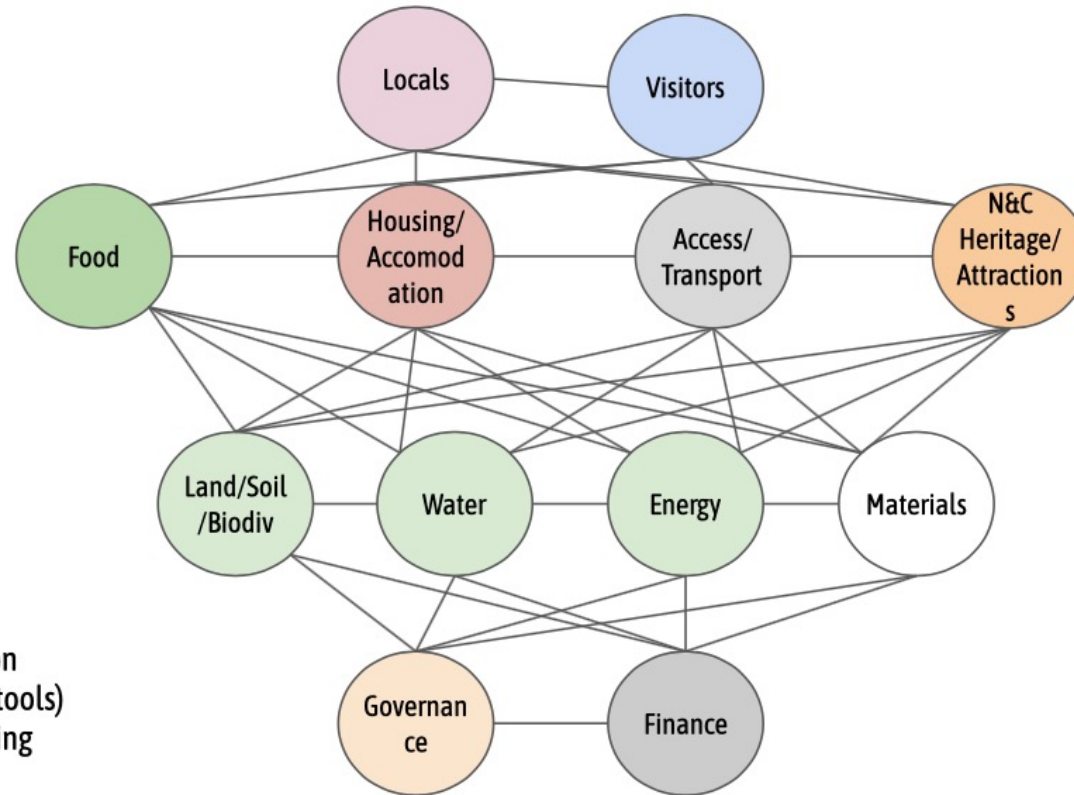 Locals
Visitors
Food
Housing/
Accomod
ation
Access/
Transport
N&C
Heritage/
Attraction
s
Land/Soil
/Biodiv
Water
Energy
Materials
on
tools)
ing
Governan
ce
Finance